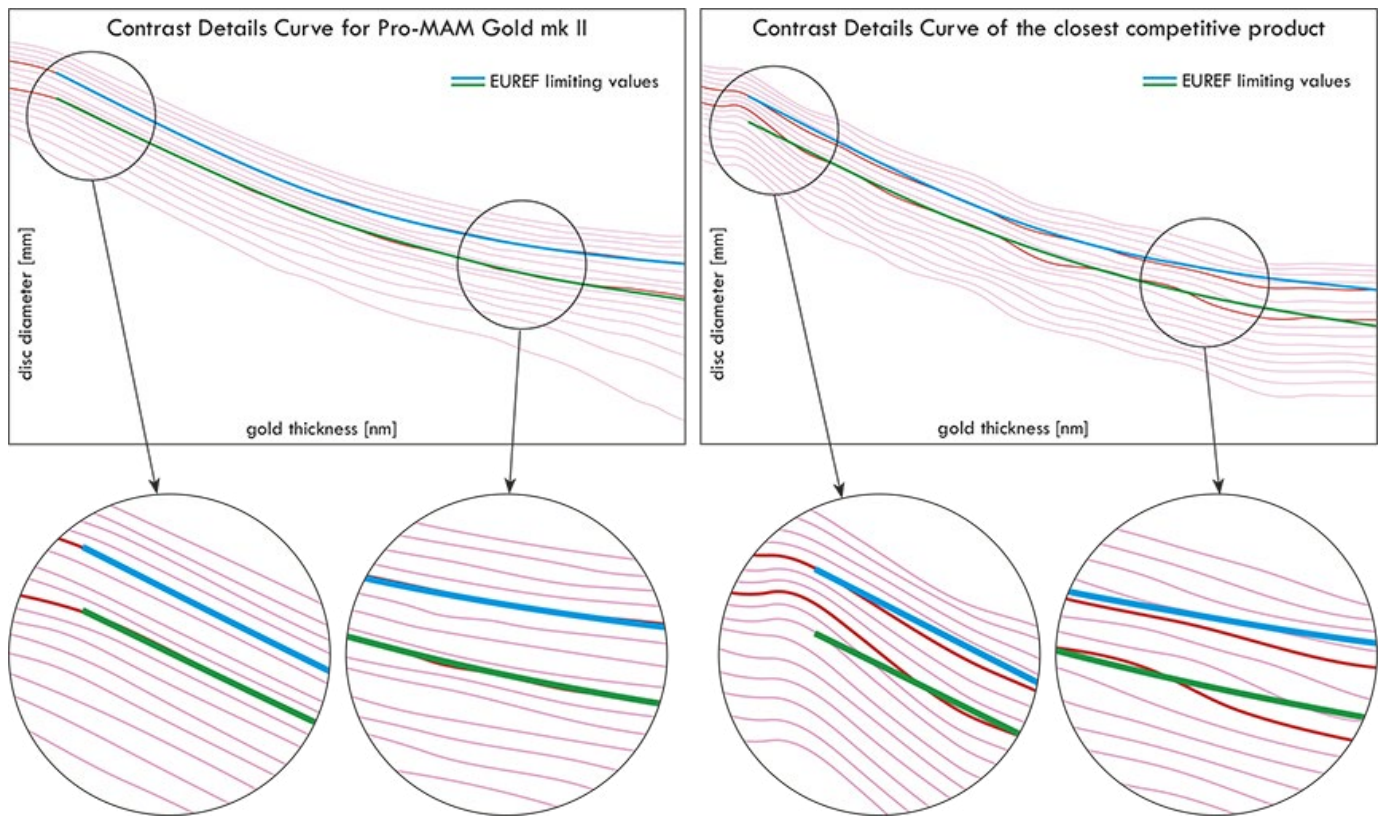 Contrast Details Curve for Pro-MAM Gold mk II
EUREF limiting values
disc diameter [mm]
gold thickness [nm]
Contrast Details Curve of the closest competitive product
EUREF limiting values
disc diameter [mm]
gold thickness [nm]